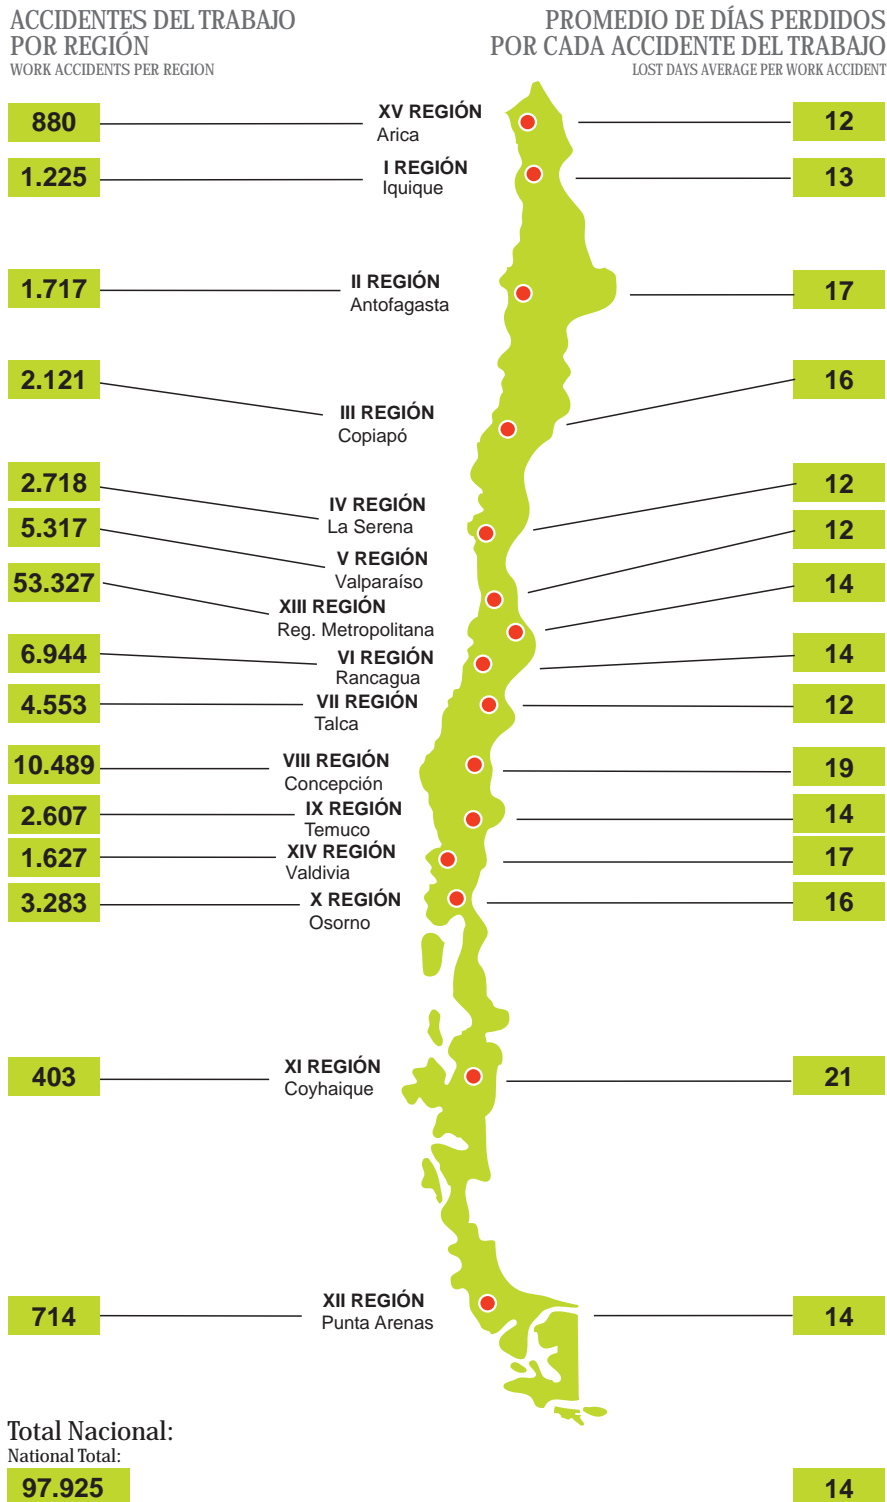 ACCIDENTES DEL TRABAJO
POR REGIÓN
WORK ACCIDENTS PER REGION
PROMEDIO DE DÍAS PERDIDOS
POR CADA ACCIDENTE DEL TRABAJO
LOST DAYS AVERAGE PER WORK ACCIDENT
880
XV REGIÓN
Arica
12
1.225
I REGIÓN
Iquique
13
1.717
II REGIÓN
Antofagasta
17
2.121
III REGIÓN
Copiapó
16
2.718
IV REGIÓN
La Serena
12
5.317
V REGIÓN
Valparaíso
12
53.327
XIII REGIÓN
Reg. Metropolitana
14
6.944
VI REGIÓN
Rancagua
14
4.553
VII REGIÓN
Talca
12
10.489
VIII REGIÓN
Concepción
19
2.607
IX REGIÓN
Temuco
14
1.627
XIV REGIÓN
Valdivia
17
3.283
X REGIÓN
Osorno
16
403
XI REGIÓN
Coyhaique
21
714
XII REGIÓN
Punta Arenas
14
Total Nacional:
National Total:
97.925
14